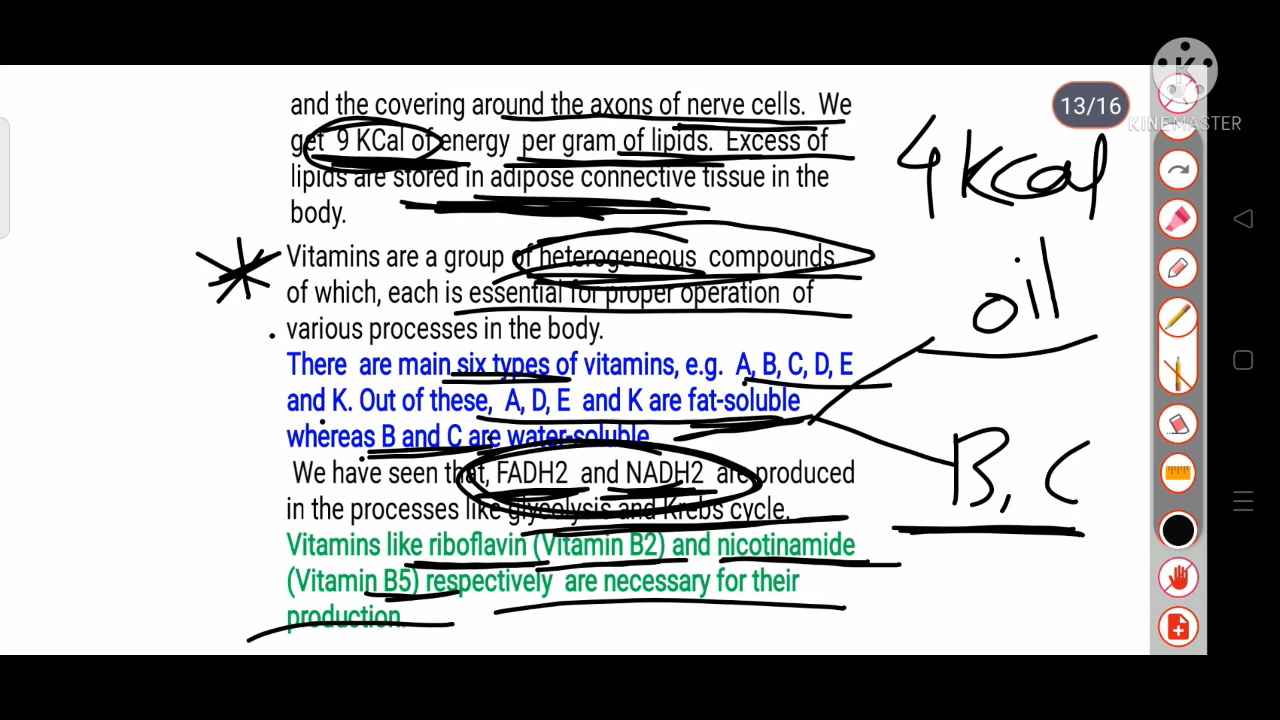 and the covering around the axons of nerve cells. We
get 9 KCal of energy per gram of lipids. Excess of
lipids are stored in adipose connective tissue in the
body.
Vitamins are a group of heterogeneous compounds
of which, each is essential for proper operation of
various processes in the body.
There are main six types of vitamins, e.g. A, B, C, D, E
and K. Out of these, A, D, E and K are fat-soluble
whereas B and C are water-soluble
We have seen that, FADH2 and NADH2 are produced
in the processes like glycolysis and Krebs cycle.
Vitamins like riboflavin (Vitamin B2) and nicotinamide
(Vitamin B5) respectively are necessary for their
production.
4 Kcal
oil
B, C
13/16
KINEMASTER